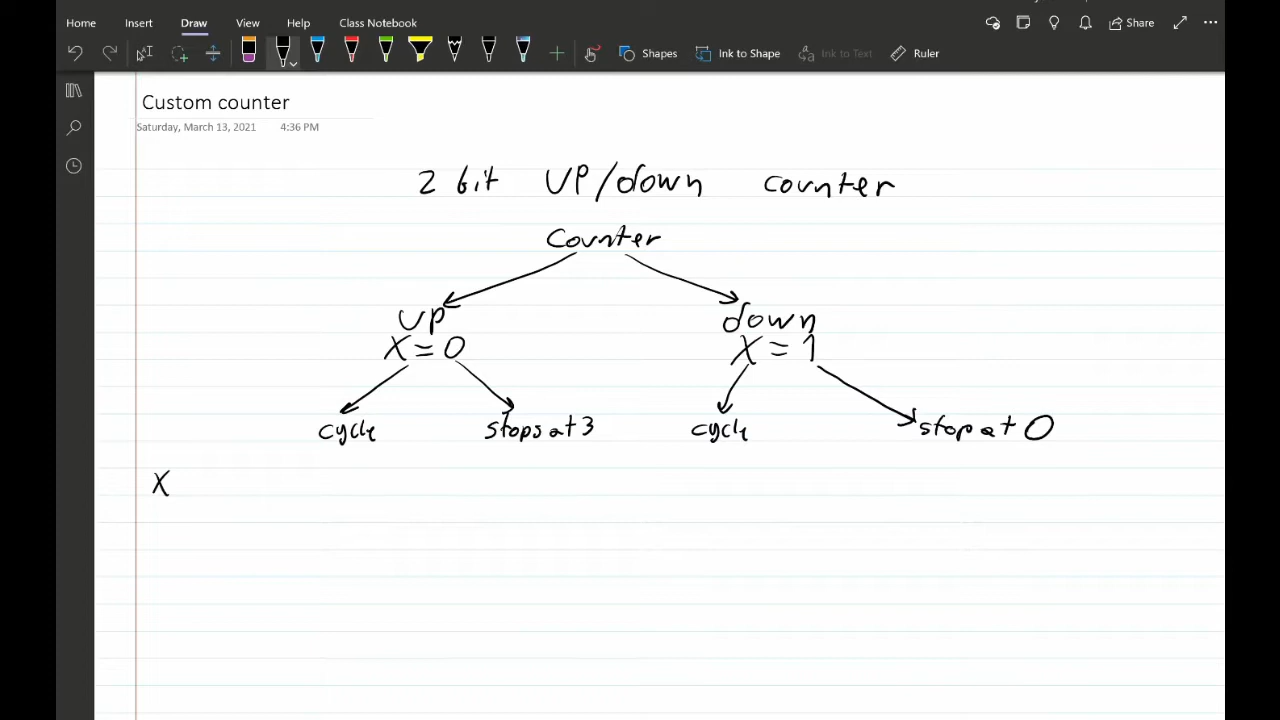 Home Insert Draw View Help Class Notebook Share
Shapes Ink to Shape Ink to Text Ruler
Custom counter
Saturday, March 13, 2021 4:36 PM
2 bit UP/down counter
Counter
up down
X = 0 X = 1
cycle stops at 3 cycle stop at 0
X